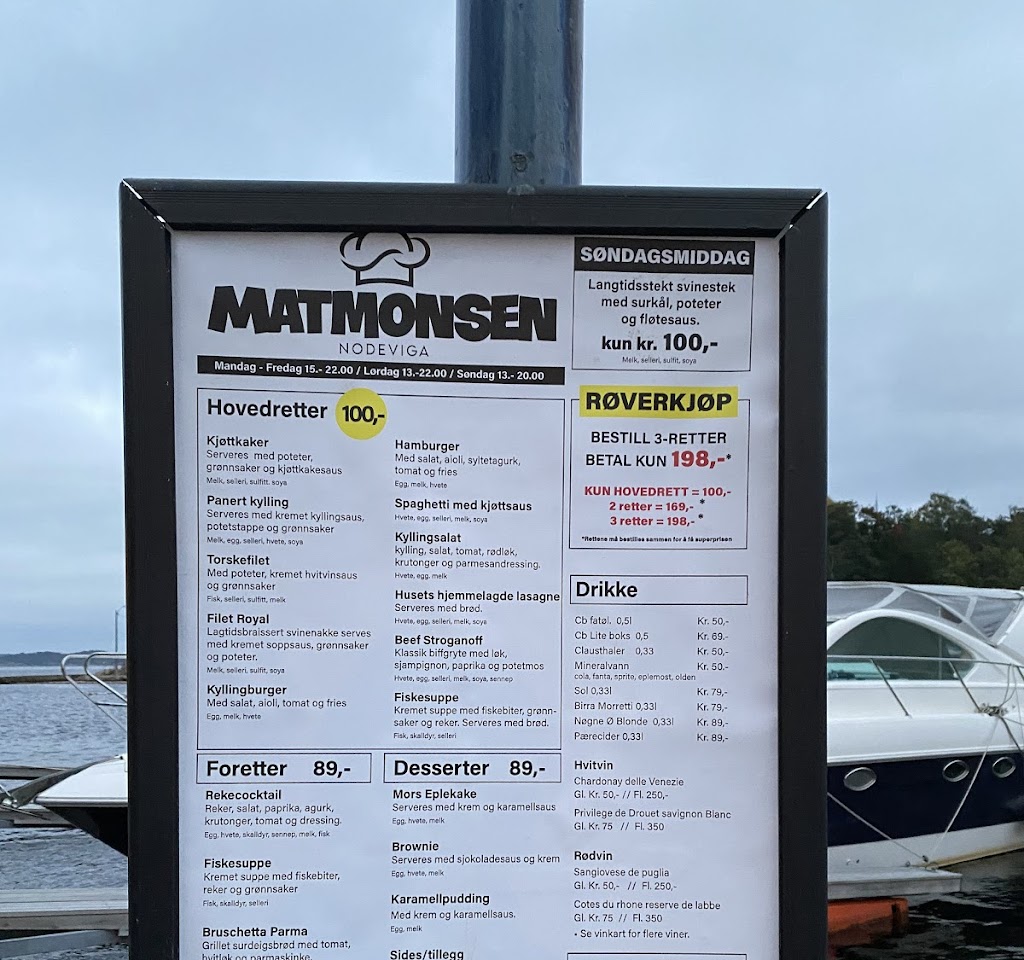 MATMONSEN
NODEVIGA
Mandag - Fredag 15.- 22.00 / Lørdag 13.-22.00 / Søndag 13.- 20.00
Hovedretter 100,-
Kjøttkaker
Serveres med poteter,
grønnsaker og kjøttkakesaus
Melk, selleri, sulfitt, soya
Panert kylling
Serveres med kremet kyllingsaus,
potetstappe og grønnsaker
Melk, egg, selleri, hvete, soya
Torskefilet
Med poteter, kremet hvitvinsaus
og grønnsaker
Fisk, selleri, sulfitt, melk
Filet Royal
Lagtidsbraissert svinenakke serves
med kremet soppsaus, grønnsaker
og poteter.
Melk, selleri, sulfit, soya
Kyllingburger
Med salat, aioli, tomat og fries
Egg, melk, hvete
Hamburger
Med salat, aioli, syltetagurk,
tomat og fries
Egg, melk, hvete
Spaghetti med kjøttsaus
Hvete, egg, selleri, melk, soya
Kyllingsalat
kylling, salat, tomat, rødløk,
krutonger og parmesandressing.
Hvete, egg, melk
Husets hjemmelagde lasagne
Serveres med brød.
Hvete, egg, selleri, melk, soya
Beef Stroganoff
Klassik biffgryte med løk,
sjampignon, paprika og potetmos
Hvete, egg, selleri, melk, soya, sennep
Fiskesuppe
Kremet suppe med fiskebiter, grønn-
saker og reker. Serveres med brød.
Fisk, skalldyr, selleri
Foretter 89,-
Rekecocktail
Reker, salat, paprika, agurk,
krutonger, tomat og dressing.
Egg, hvete, skalldyr, sennep, melk, fisk
Fiskesuppe
Kremet suppe med fiskebiter,
reker og grønnsaker
Fisk, skalldyr, selleri
Bruschetta Parma
Grillet surdeigsbrød med tomat,
hvitløk og parmaskinke.
Desserter 89,-
Mors Eplekake
Serveres med krem og karamellsaus
Egg, hvete, melk
Brownie
Serveres med sjokoladesaus og krem
Egg, hvete, melk
Karamellpudding
Med krem og karamellsaus.
Egg, melk
Sides/tillegg
SØNDAGSMIDDAG
Langtidsstekt svinestek
med surkål, poteter
og fløtesaus.
kun kr. 100,-
Melk, selleri, sulfit, soya
RØVERKJØP
BESTILL 3-RETTER
BETAL KUN 198,-*
KUN HOVEDRETT = 100,-
2 retter = 169,- *
3 retter = 198,- *
*Rettene må bestilles sammen for å få superprisen
Drikke
Cb fatøl. 0,5l Kr. 50,-
Cb Lite boks 0,5 Kr. 69.-
Clausthaler 0,33 Kr. 50,-
Mineralvann Kr. 50.-
cola, fanta, sprite, eplemost, olden
Sol 0,33l Kr. 79,-
Birra Morretti 0,33l Kr. 79,-
Nøgne Ø Blonde 0,33l Kr. 89,-
Pærecider 0,33l Kr. 89,-
Hvitvin
Chardonay delle Venezie
Gl. Kr. 50,- // Fl. 250,-
Privilege de Drouet savignon Blanc
Gl. Kr. 75 // Fl. 350
Rødvin
Sangiovese de puglia
Gl. Kr. 50,- // Fl. 250,-
Cotes du rhone reserve de labbe
Gl. Kr. 75 // Fl. 350
• Se vinkart for flere viner.